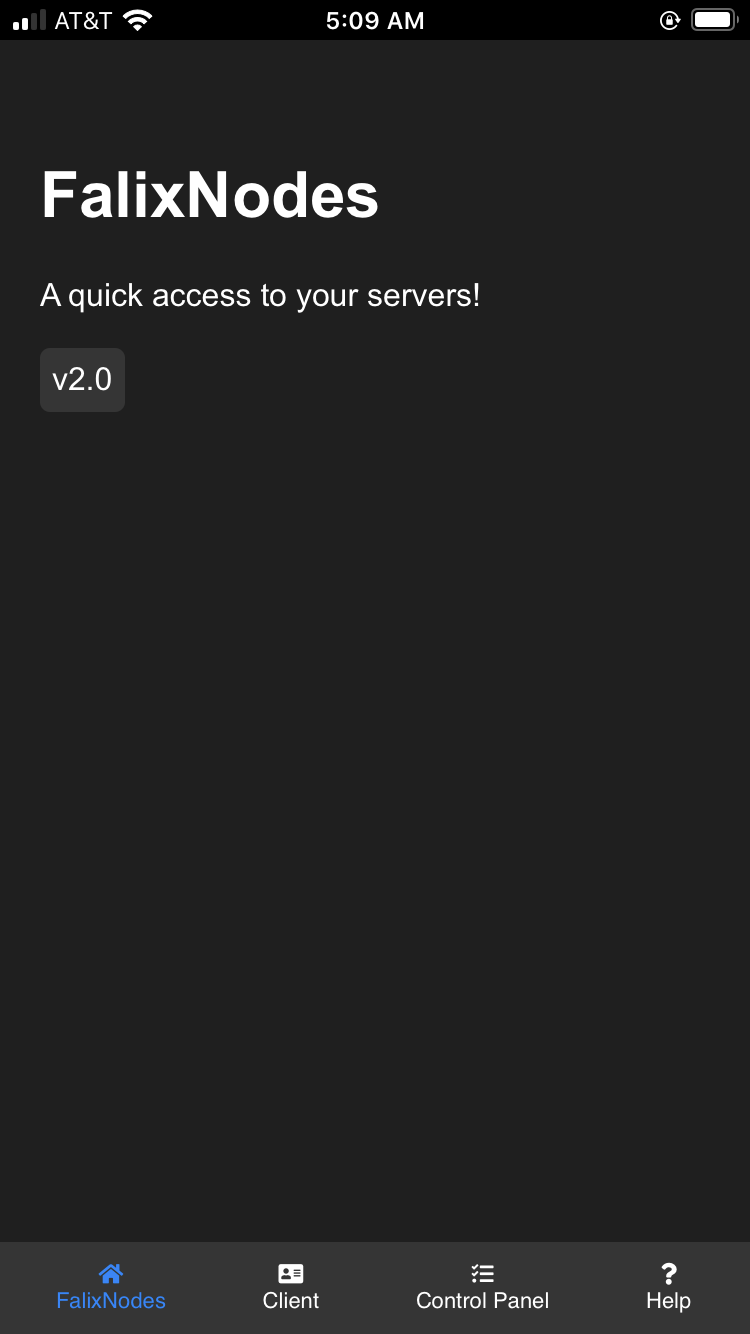 AT&T 5:09 AM
FalixNodes
A quick access to your servers!
v2.0
FalixNodes Client Control Panel Help